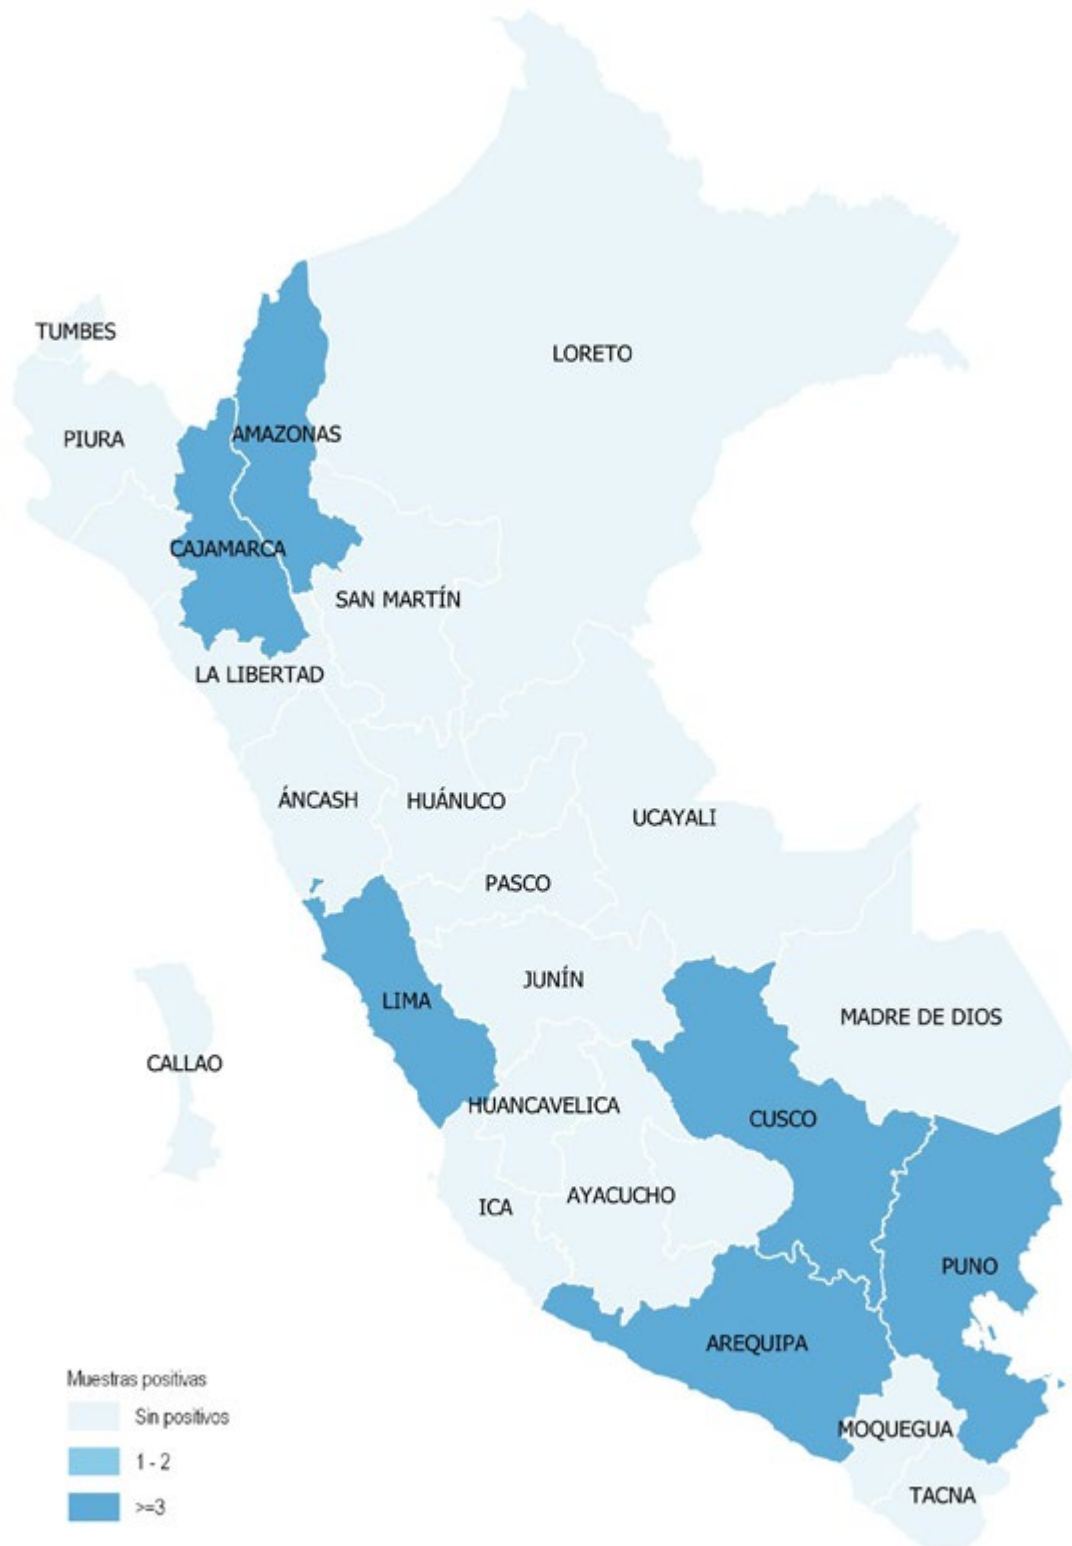 TUMBES
LORETO
PIURA
AMAZONAS
CAJAMARCA
SAN MARTÍN
LA LIBERTAD
ÁNCASH
HUÁNUCO
UCAYALI
PASCO
JUNÍN
LIMA
MADRE DE DIOS
CALLAO
HUANCAVELICA
CUSCO
ICA
AYACUCHO
PUNO
AREQUIPA
MOQUEGUA
TACNA
Muestras positivas
Sin positivos
1 - 2
>=3